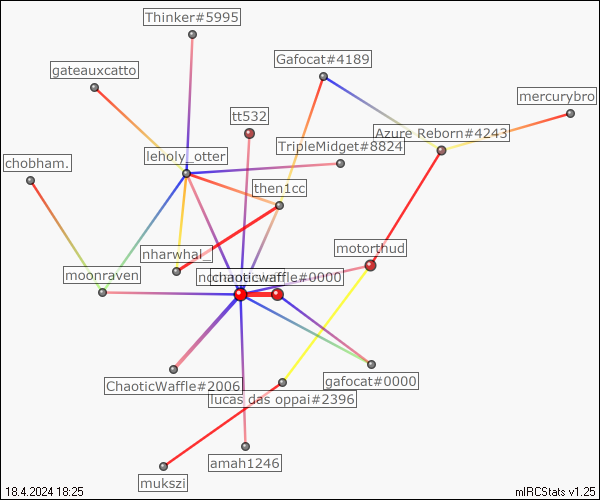 Thinker#5995
Gafocat#4189
gateauxcatto
mercurybro
tt532
Azure Reborn#4243
TripleMidget#8824
leholy_otter
chobham.
then1cc
nharwhal_
motorthud
moonraven
chaoticwaffle#0000
ChaoticWaffle#2006
gafocat#0000
lucas das oppai#2396
amah1246
mukszi
18.4.2024 18:25
mIRCStats v1.25